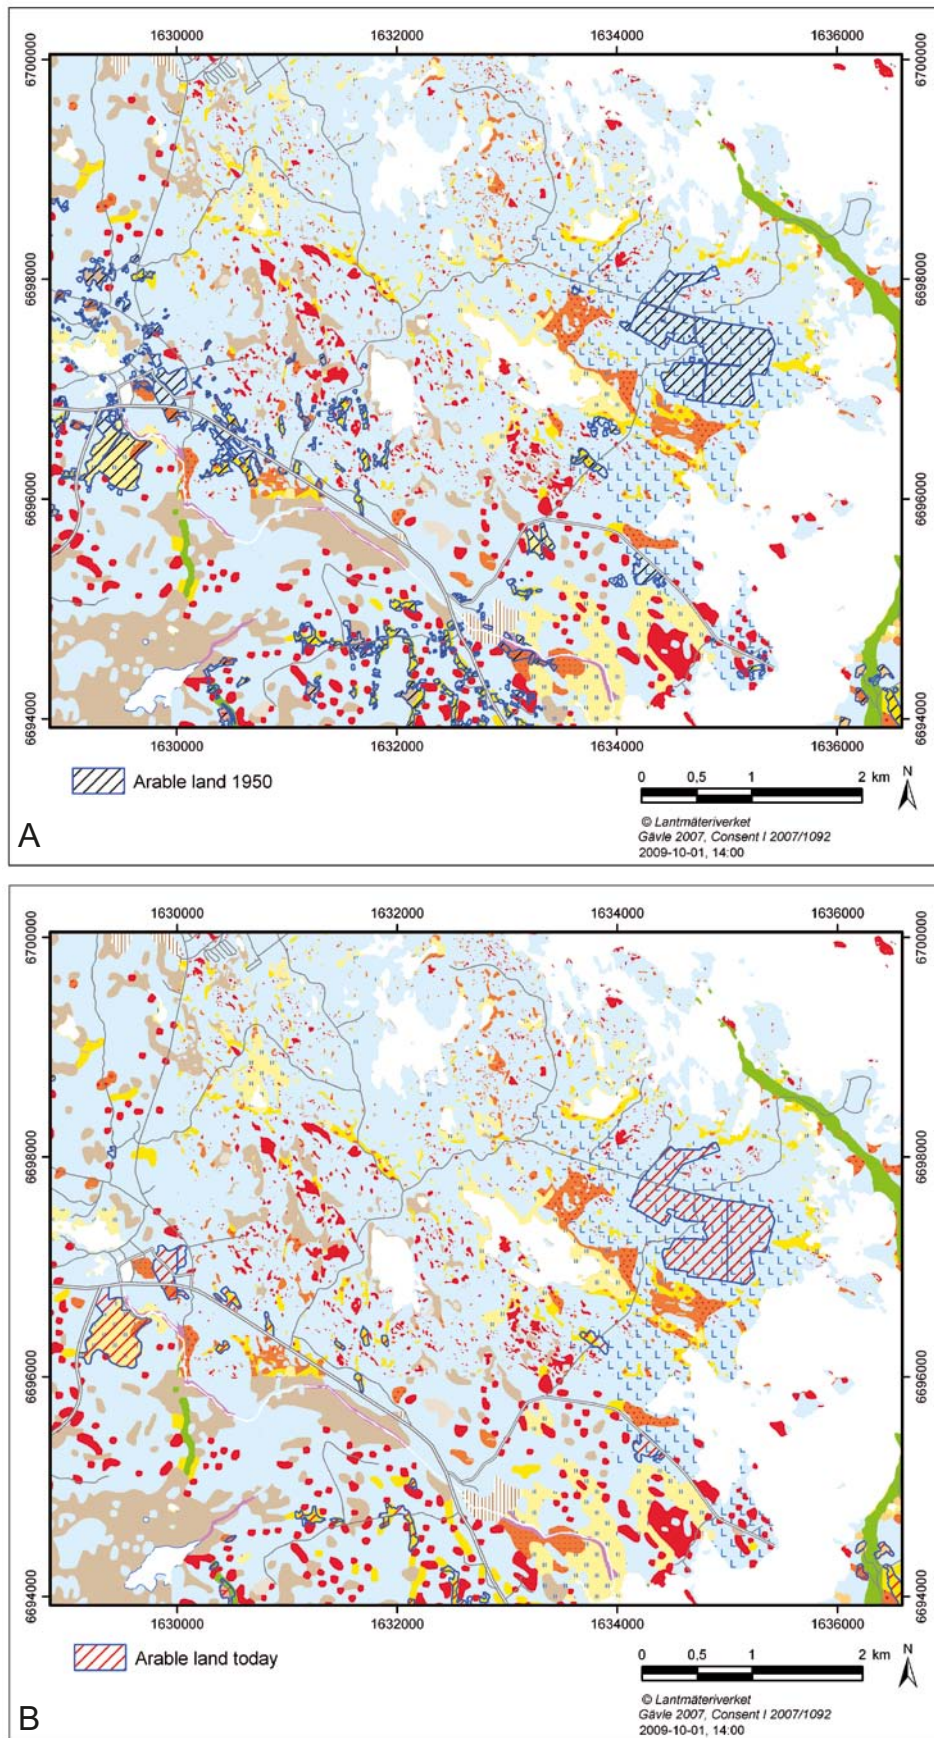 1630000 1632000 1634000 1636000
6700000 6700000
6698000 6698000
6696000 6696000
6694000 6694000
1630000 1632000 1634000 1636000
Arable land 1950
0 0,5 1 2 km N
© Lantmäteriverket
Gävle 2007, Consent I 2007/1092
2009-10-01, 14:00
A
1630000 1632000 1634000 1636000
6700000 6700000
6698000 6698000
6696000 6696000
6694000 6694000
1630000 1632000 1634000 1636000
Arable land today
0 0,5 1 2 km N
© Lantmäteriverket
Gävle 2007, Consent I 2007/1092
2009-10-01, 14:00
B